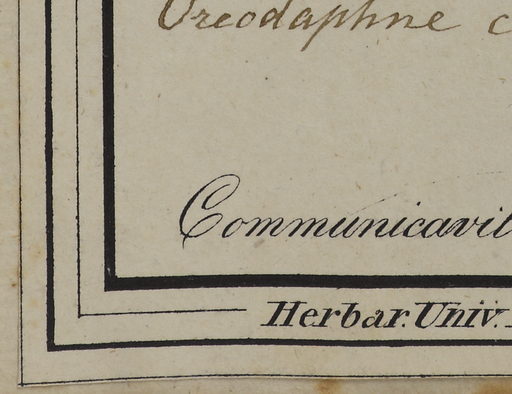 Oreodaphne c
Communicavit
Herbar. Univ.